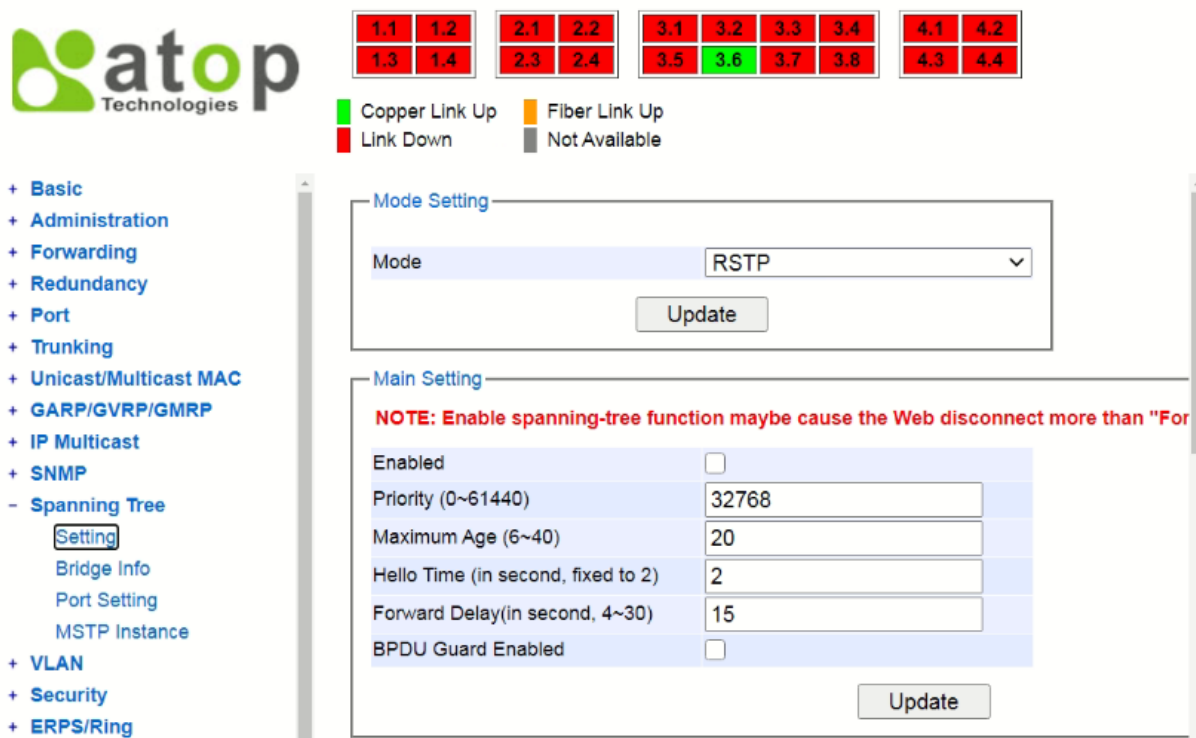 atop
Technologies
1.1 1.2 2.1 2.2 3.1 3.2 3.3 3.4 4.1 4.2
1.3 1.4 2.3 2.4 3.5 3.6 3.7 3.8 4.3 4.4
Copper Link Up Fiber Link Up
Link Down Not Available
+ Basic
+ Administration
+ Forwarding
+ Redundancy
+ Port
+ Trunking
+ Unicast/Multicast MAC
+ GARP/GVRP/GMRP
+ IP Multicast
+ SNMP
− Spanning Tree
Setting
Bridge Info
Port Setting
MSTP Instance
+ VLAN
+ Security
+ ERPS/Ring
Mode Setting
Mode RSTP
Update
Main Setting
NOTE: Enable spanning-tree function maybe cause the Web disconnect more than "For
Enabled
Priority (0~61440) 32768
Maximum Age (6~40) 20
Hello Time (in second, fixed to 2) 2
Forward Delay(in second, 4~30) 15
BPDU Guard Enabled
Update